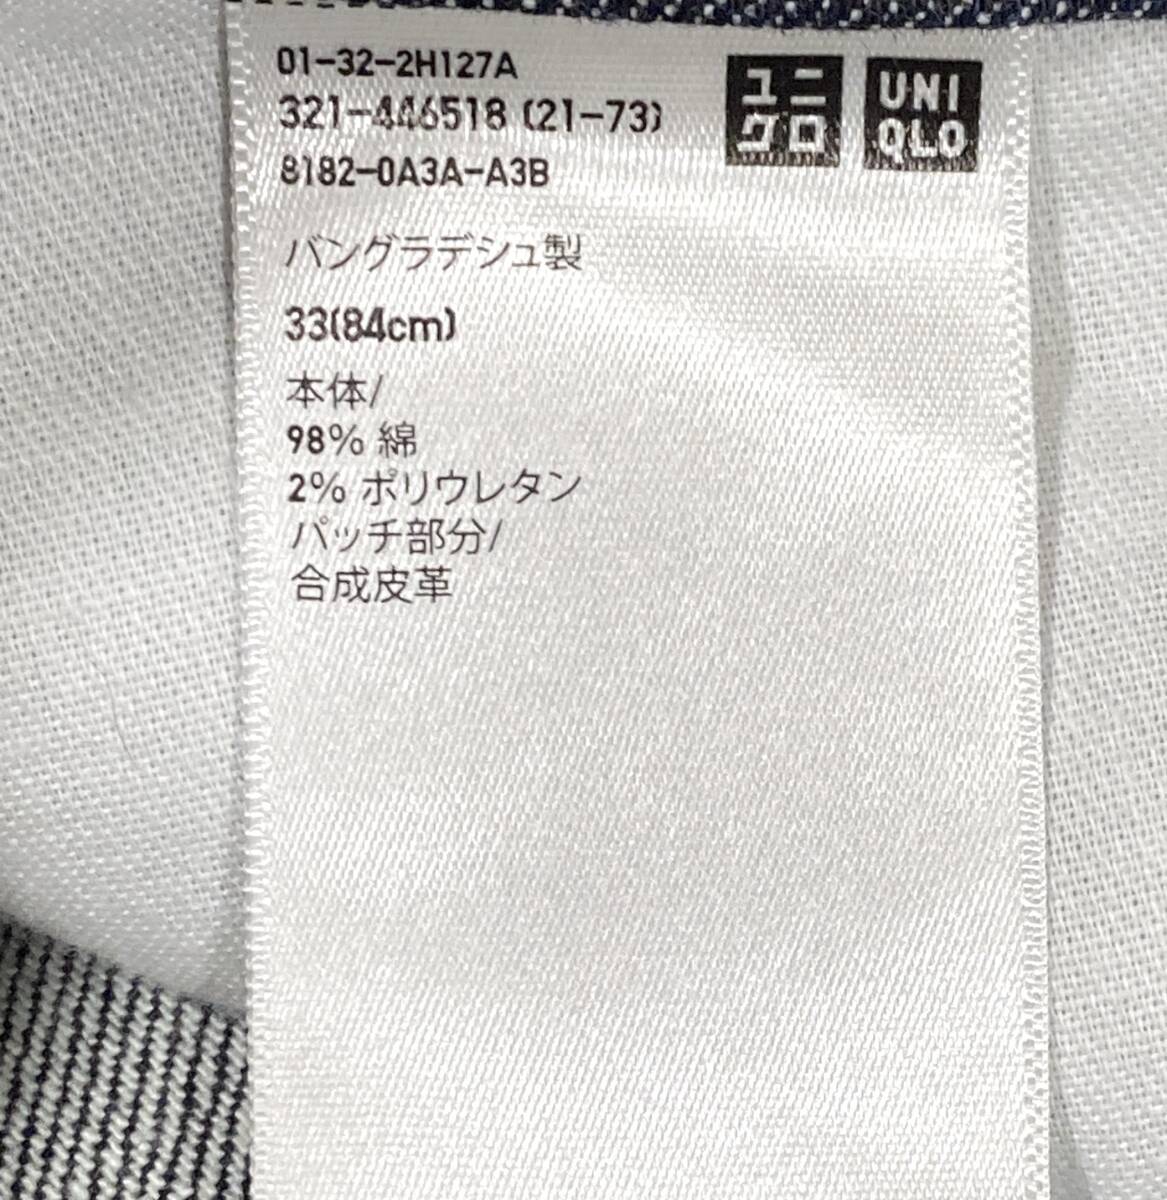 01-32-2H127A
321-446518 (21-73)
8182-0A3A-A3B
ユニ
クロ
UNI
QLO
バングラデシュ製
33(84cm)
本体/
98% 綿
2% ポリウレタン
パッチ部分/
合成皮革